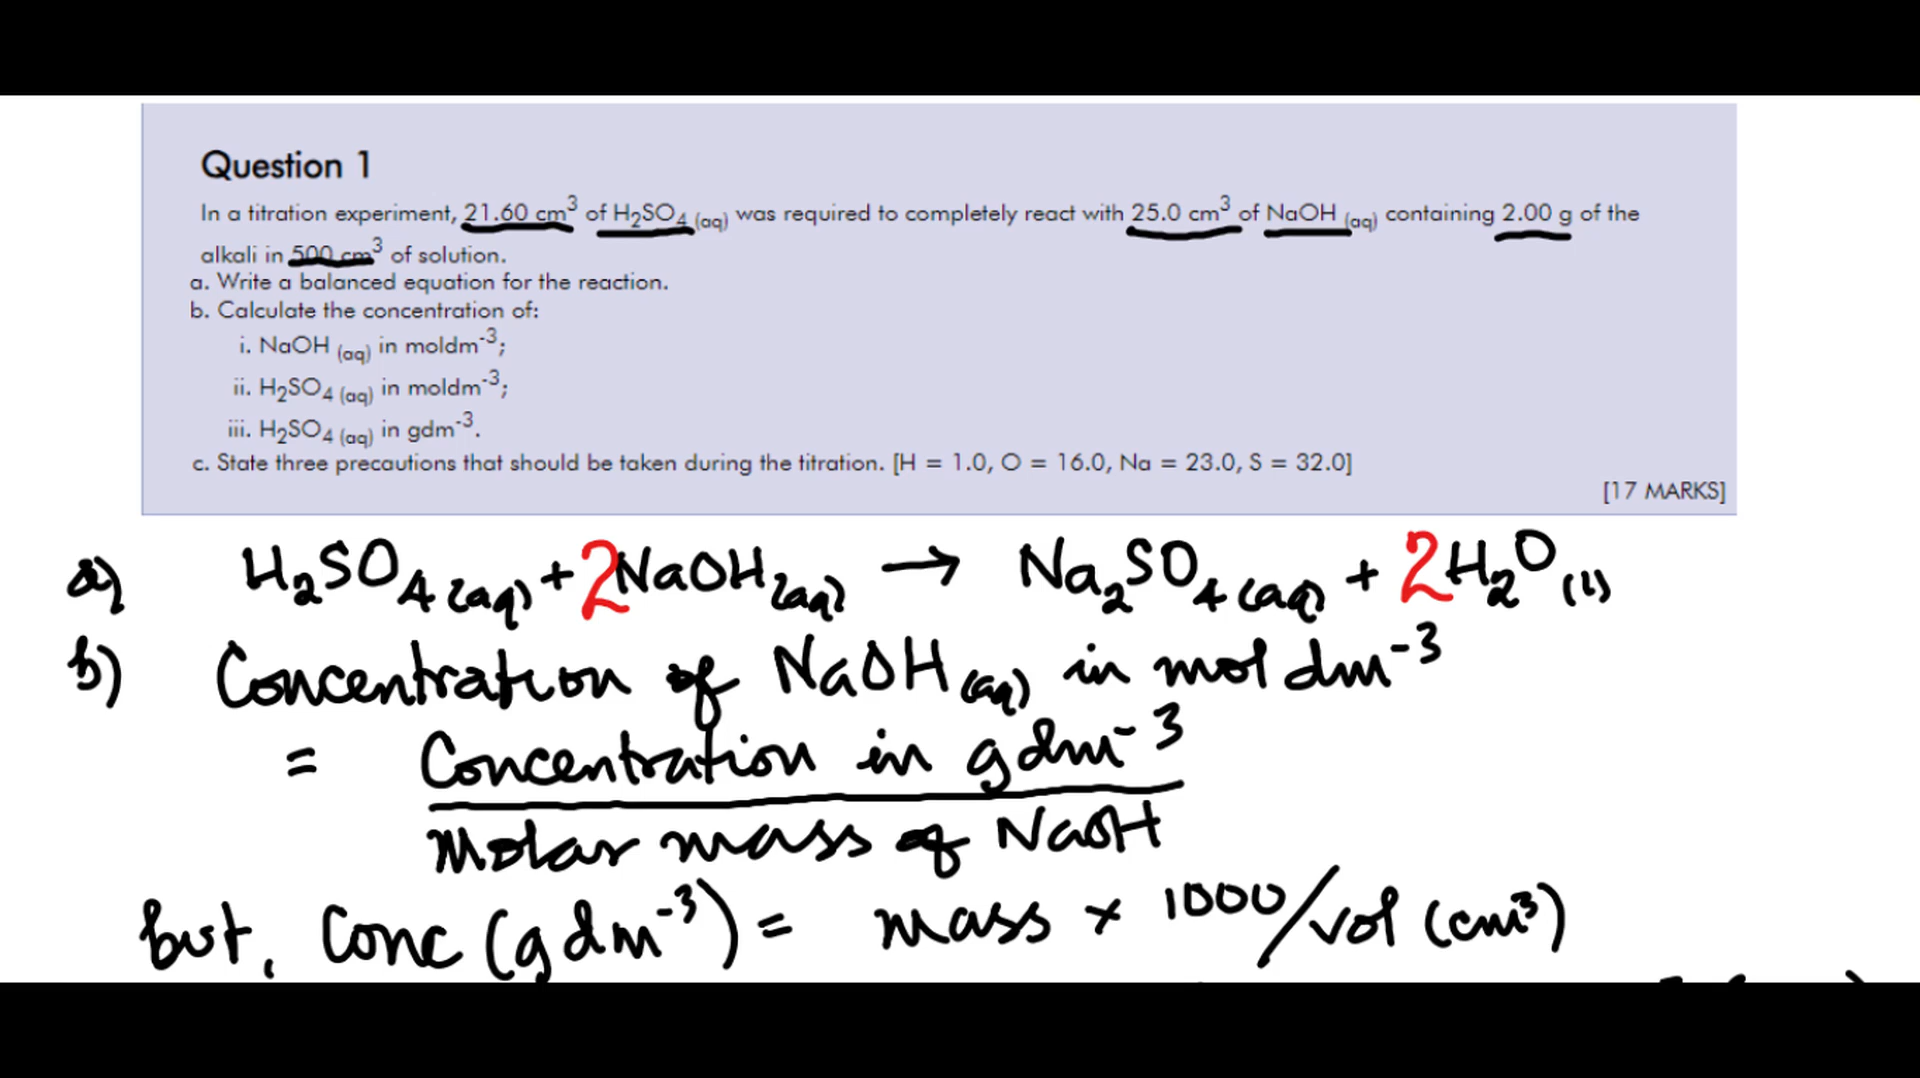 Question 1
In a titration experiment, 21.60 cm³ of H₂SO₄ (aq) was required to completely react with 25.0 cm³ of NaOH (aq) containing 2.00 g of the
alkali in 500 cm³ of solution.
a. Write a balanced equation for the reaction.
b. Calculate the concentration of:
i. NaOH (aq) in moldm⁻³;
ii. H₂SO₄ (aq) in moldm⁻³;
iii. H₂SO₄ (aq) in gdm⁻³.
c. State three precautions that should be taken during the titration. [H = 1.0, O = 16.0, Na = 23.0, S = 32.0]
[17 MARKS]
a) H₂SO₄(aq) + 2NaOH(aq) → Na₂SO₄(aq) + 2H₂O(l)
b) Concentration of NaOH(aq) in mol dm⁻³
= Concentration in gdm⁻³
Molar mass of NaOH
but, Conc (gdm⁻³) = mass × 1000/vol (cm³)